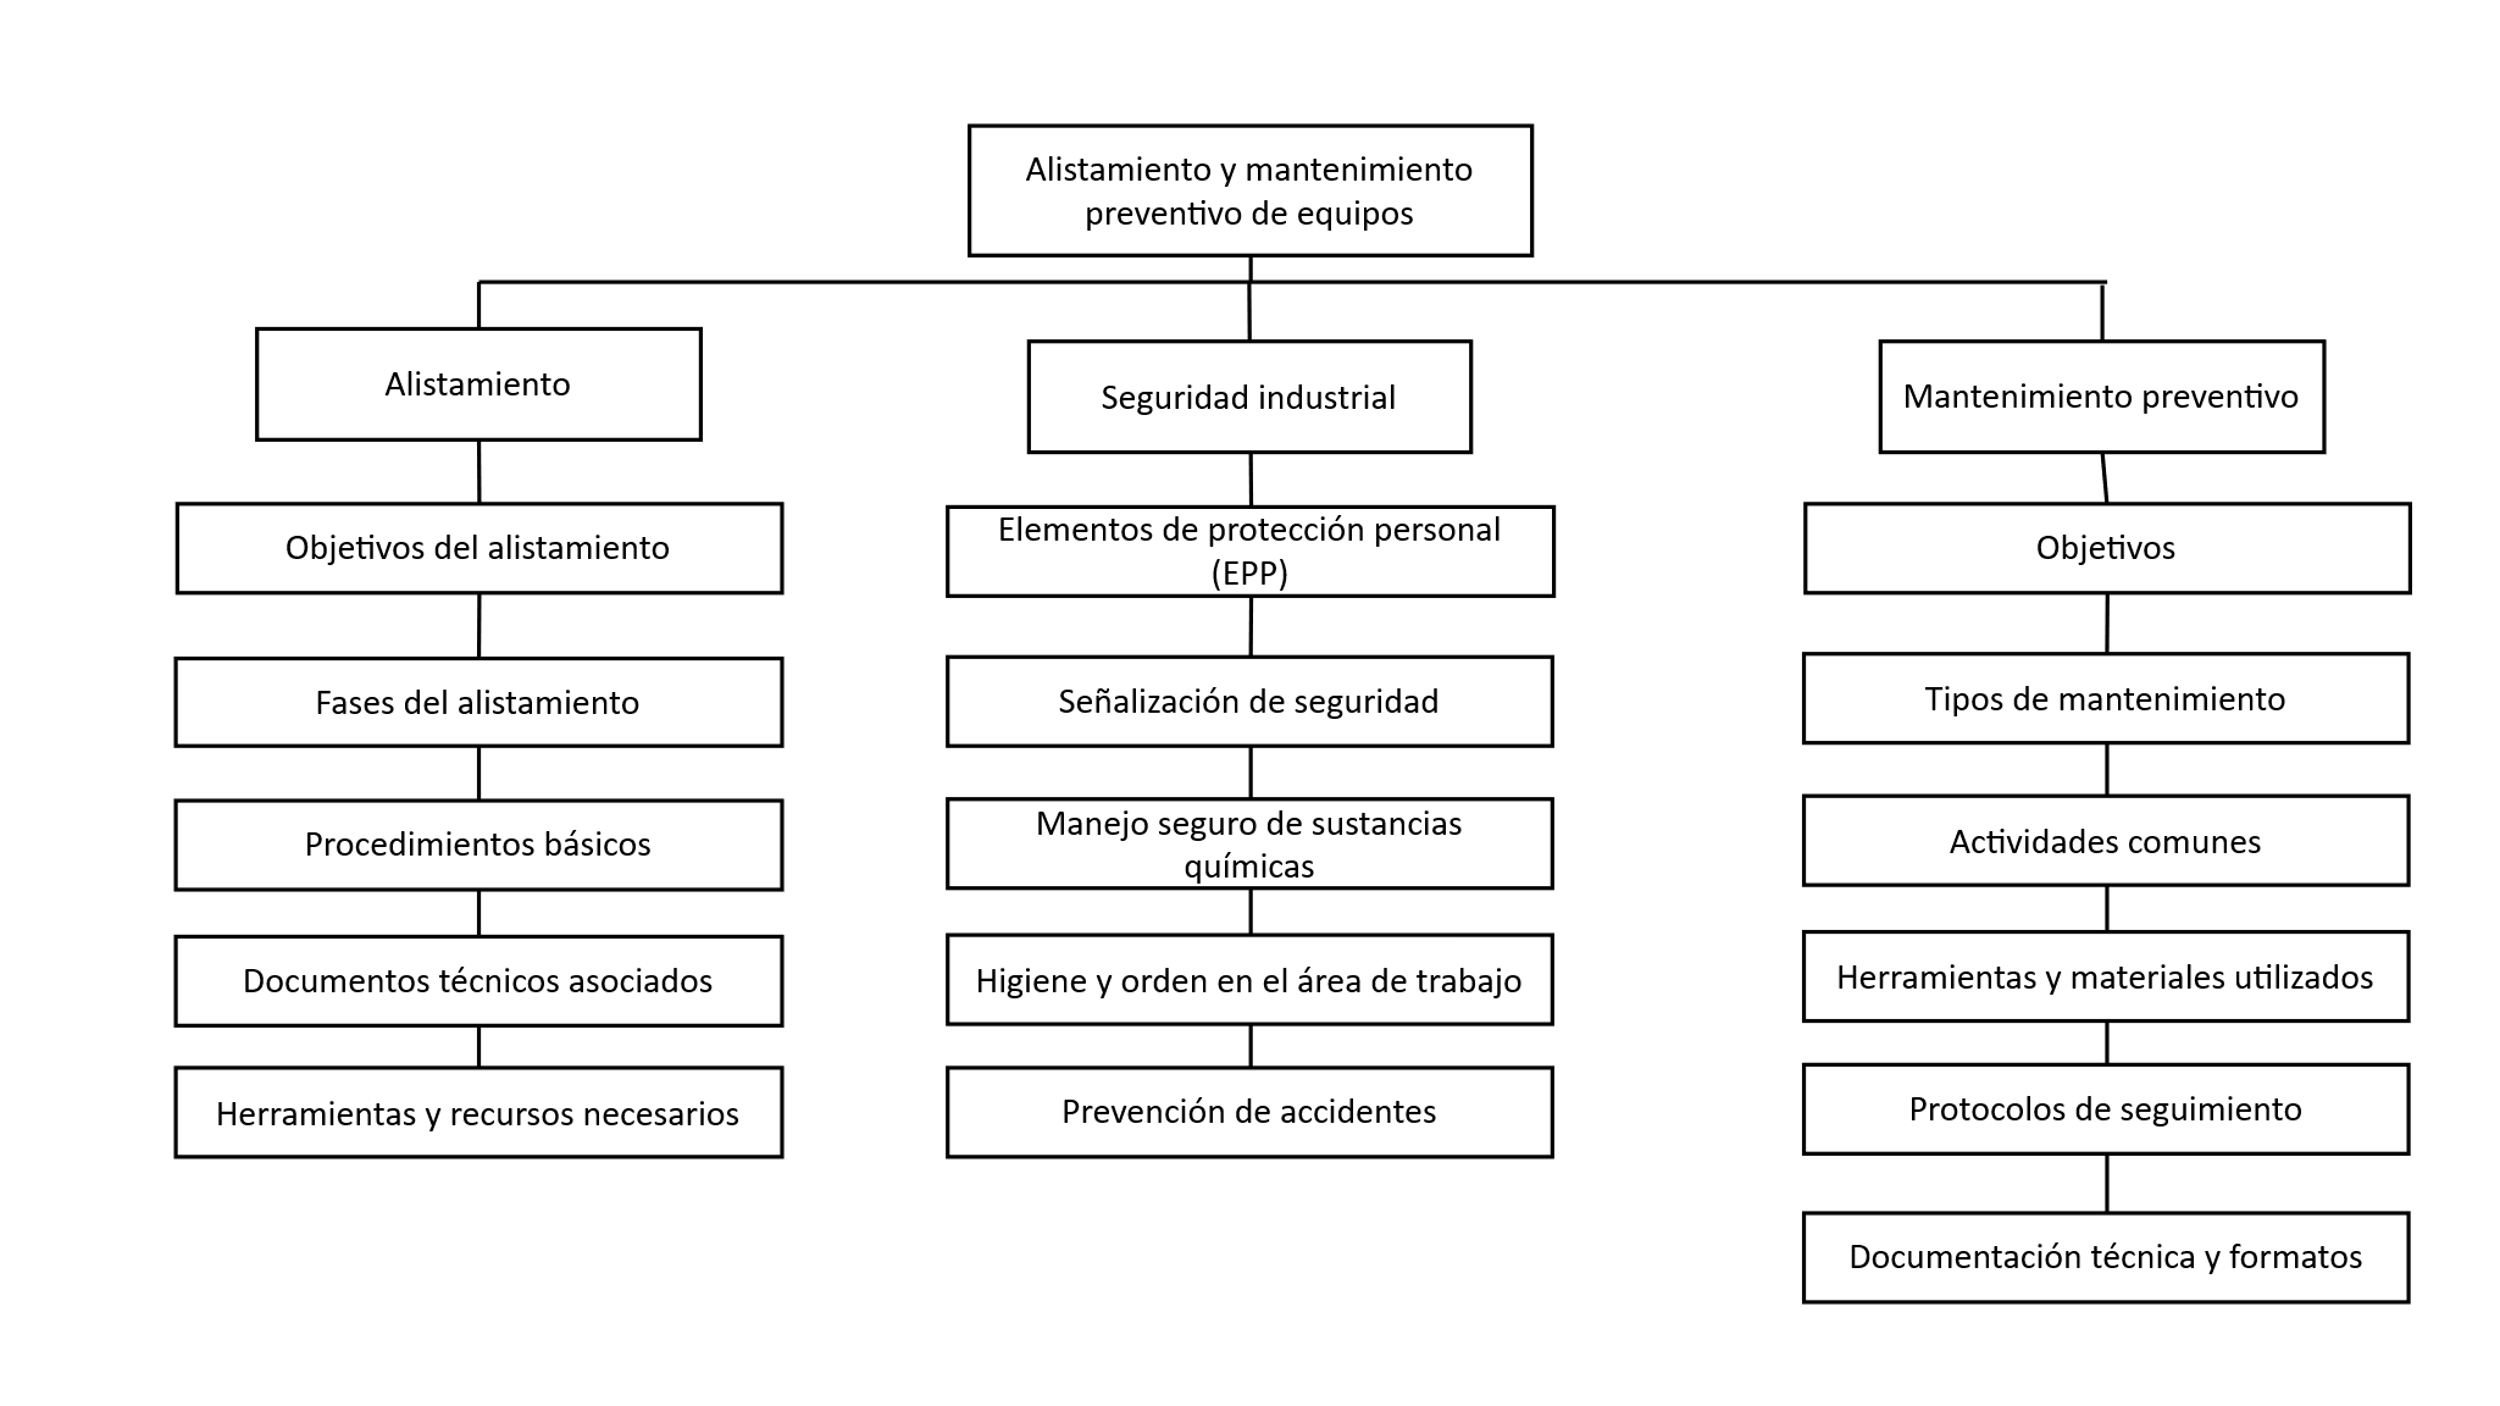 Alistamiento y mantenimiento
preventivo de equipos
Alistamiento
Objetivos del alistamiento
Fases del alistamiento
Procedimientos básicos
Documentos técnicos asociados
Herramientas y recursos necesarios
Seguridad industrial
Elementos de protección personal
(EPP)
Señalización de seguridad
Manejo seguro de sustancias
químicas
Higiene y orden en el área de trabajo
Prevención de accidentes
Mantenimiento preventivo
Objetivos
Tipos de mantenimiento
Actividades comunes
Herramientas y materiales utilizados
Protocolos de seguimiento
Documentación técnica y formatos